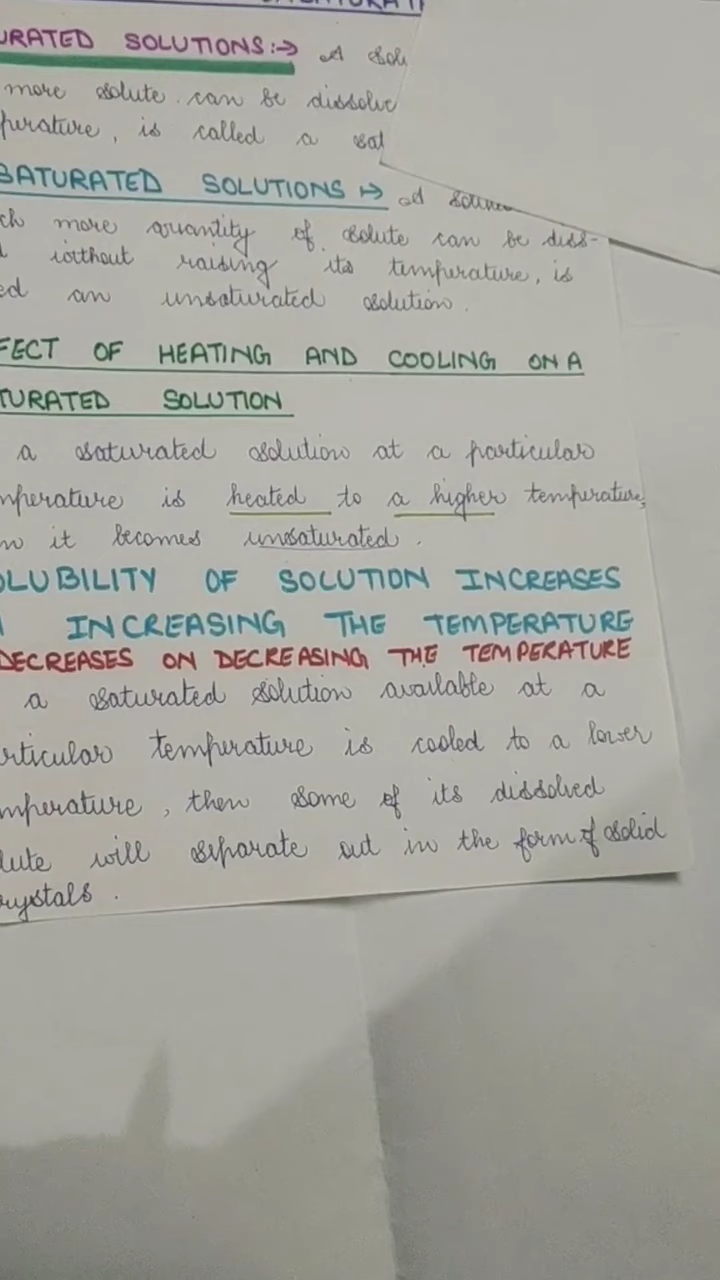 URATED SOLUTIONS:→ A
more solute can be dissolve
perature, is called a sat
SATURATED SOLUTIONS → A
ch more quantity of solute can be diss-
d without raising its temperature, is
ed an unsaturated solution.
FECT OF HEATING AND COOLING ON A
TURATED SOLUTION
a saturated solution at a particular
mperature is heated to a higher temperature,
n it becomes unsaturated.
OLUBILITY OF SOLUTION INCREASES
INCREASING THE TEMPERATURE
DECREASES ON DECREASING THE TEMPERATURE
a saturated solution available at a
rticular temperature is cooled to a lower
mperature, then some of its dissolved
lute will separate out in the form of solid
rystals.